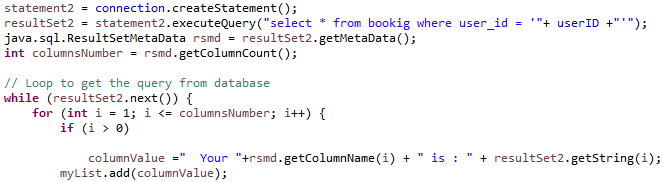 statement2 = connection.createStatement();
resultSet2 = statement2.executeQuery("select * from bookig where user_id = '"+ userID +"'");
java.sql.ResultSetMetaData rsmd = resultSet2.getMetaData();
int columnsNumber = rsmd.getColumnCount();
// Loop to get the query from database
while (resultSet2.next()) {
for (int i = 1; i <= columnsNumber; i++) {
if (i > 0)
columnValue ="  Your "+rsmd.getColumnName(i) + " is : " + resultSet2.getString(i);
myList.add(columnValue);